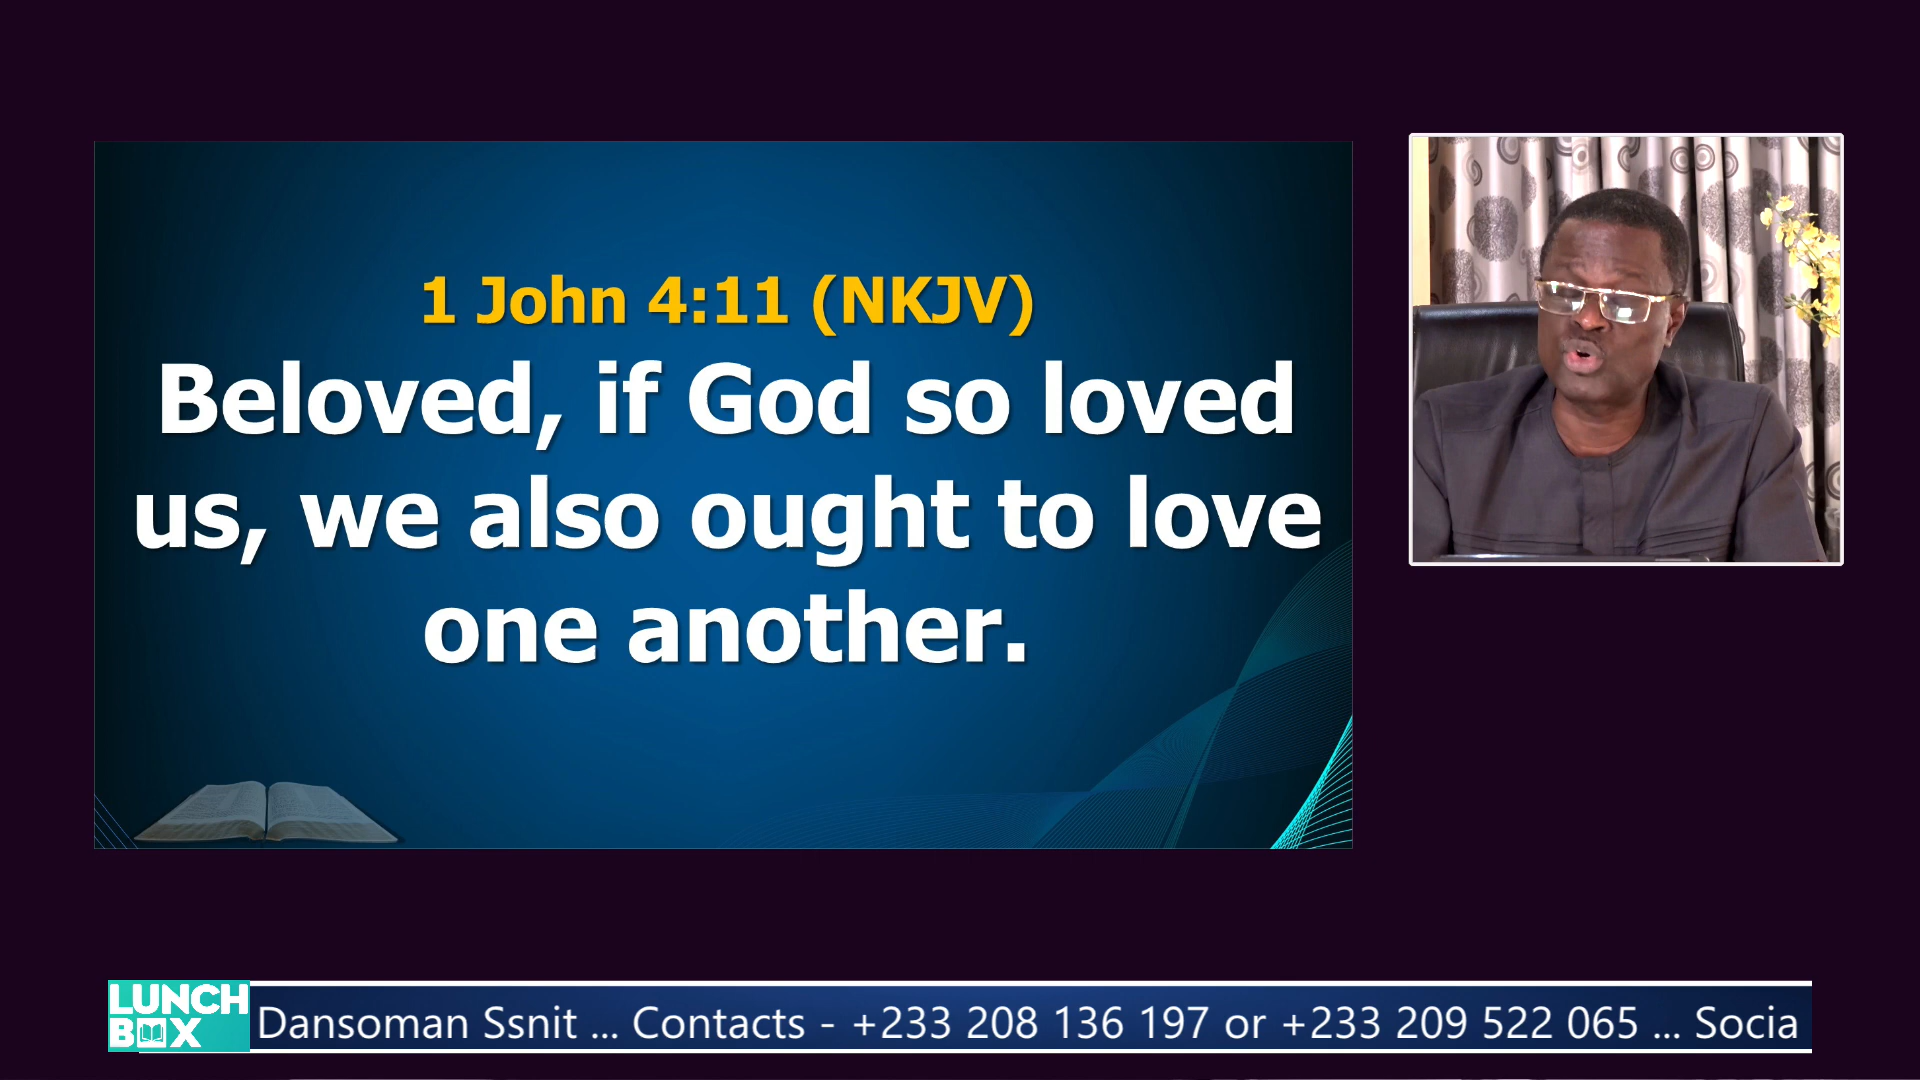 1 John 4:11 (NKJV)
Beloved, if God so loved
us, we also ought to love
one another.
LUNCH
BOX
Dansoman Ssnit ... Contacts - +233 208 136 197 or +233 209 522 065 ... Socia